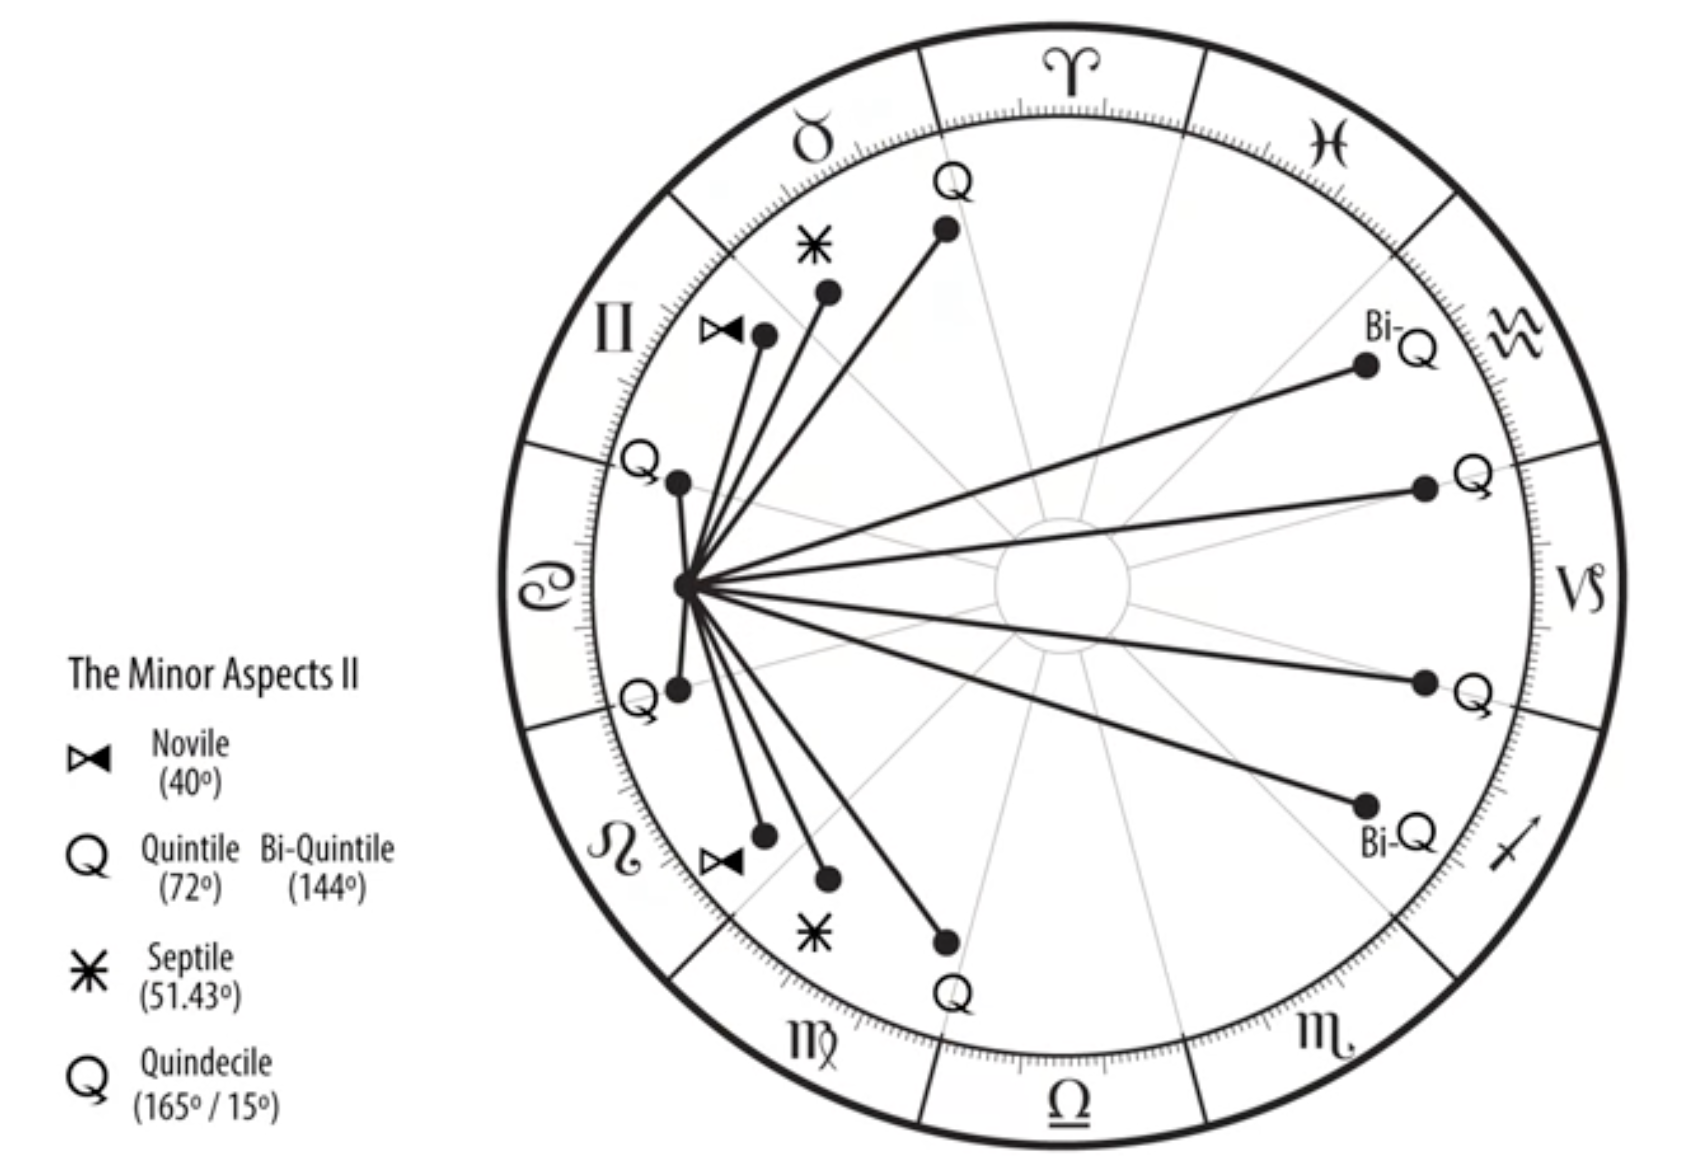 ♈
♉
♓
Q
♊
Bi-Q
♒
Q
Q
♋
♑
The Minor Aspects II
Novile
(40º)
Q
Q
Quintile Bi-Quintile
(72º) (144º)
Q
Bi-Q
♌
♐
Septile
(51.43º)
Q
♍
♏
Quindecile
(165º / 15º)
Q
♎